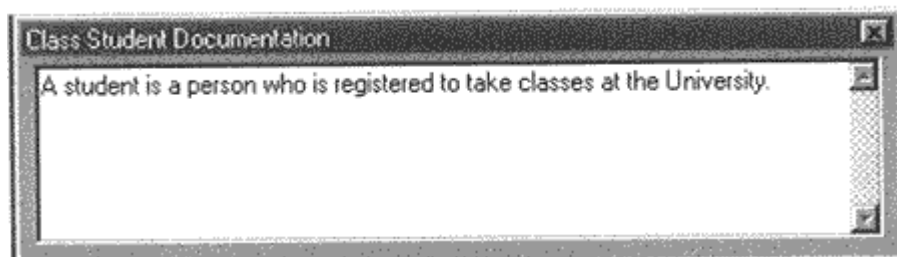 Class Student Documentation
A student is a person who is registered to take classes at the University.